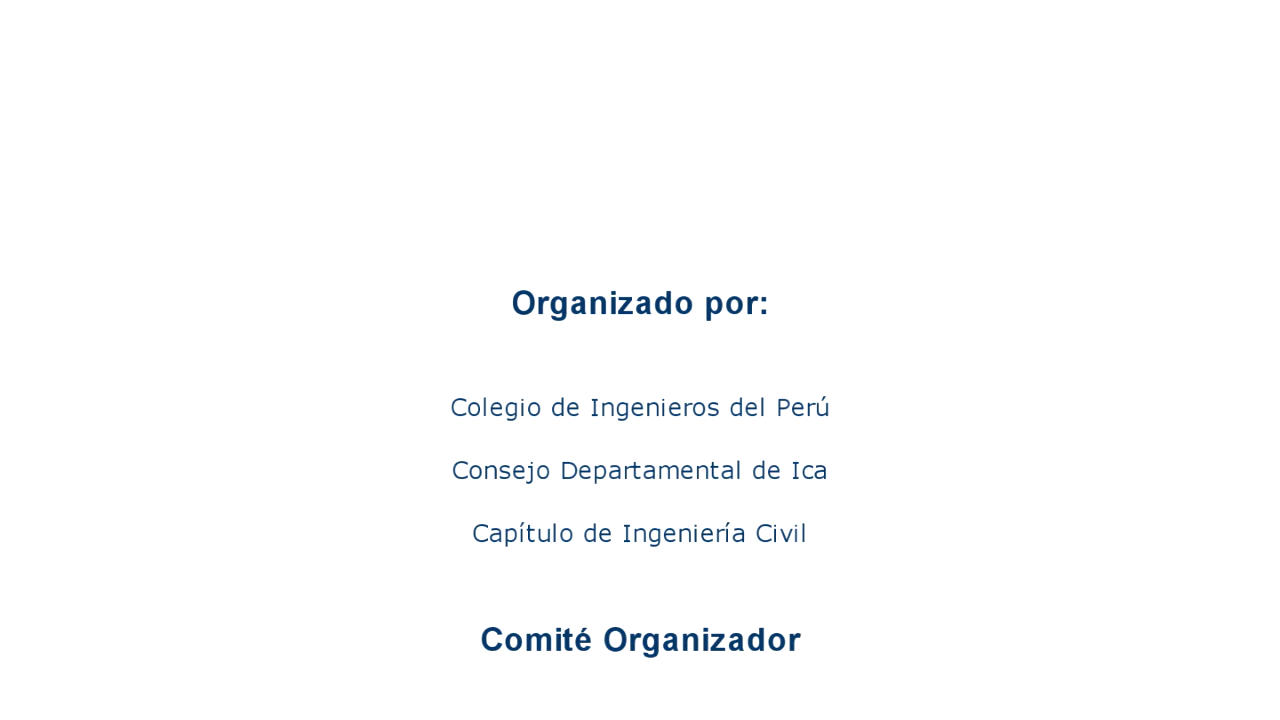 Organizado por:
Colegio de Ingenieros del Perú
Consejo Departamental de Ica
Capítulo de Ingeniería Civil
Comité Organizador